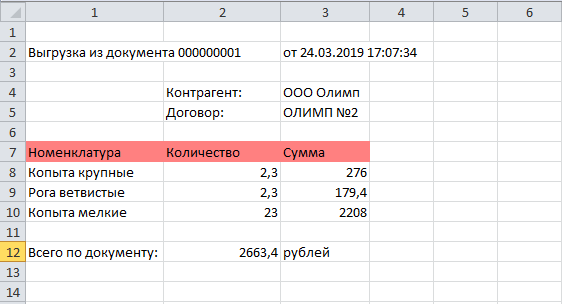 1 2 3 4 5 6
1
2 Выгрузка из документа 000000001 от 24.03.2019 17:07:34
3
4 Контрагент: ООО Олимп
5 Договор: ОЛИМП №2
6
7 Номенклатура Количество Сумма
8 Копыта крупные 2,3 276
9 Рога ветвистые 2,3 179,4
10 Копыта мелкие 23 2208
11
12 Всего по документу: 2663,4 рублей
13
14